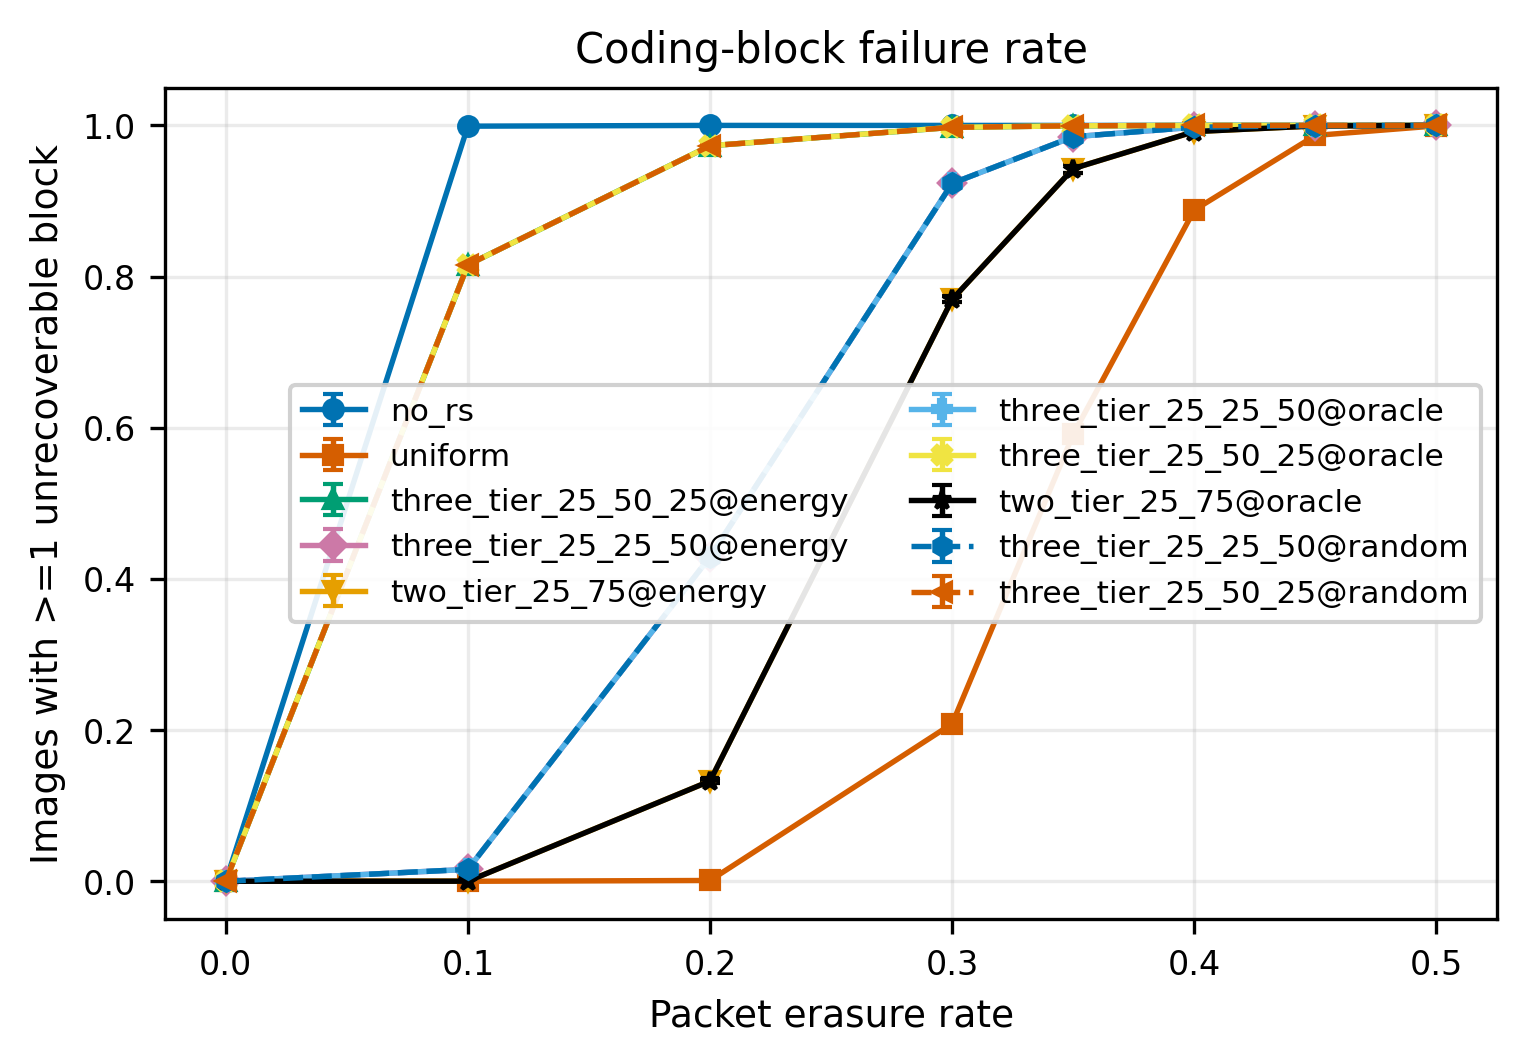 Coding-block failure rate
Images with >=1 unrecoverable block
1.0
0.8
0.6
0.4
0.2
0.0
no_rs
uniform
three_tier_25_50_25@energy
three_tier_25_25_50@energy
two_tier_25_75@energy
three_tier_25_25_50@oracle
three_tier_25_50_25@oracle
two_tier_25_75@oracle
three_tier_25_25_50@random
three_tier_25_50_25@random
0.0 0.1 0.2 0.3 0.4 0.5
Packet erasure rate